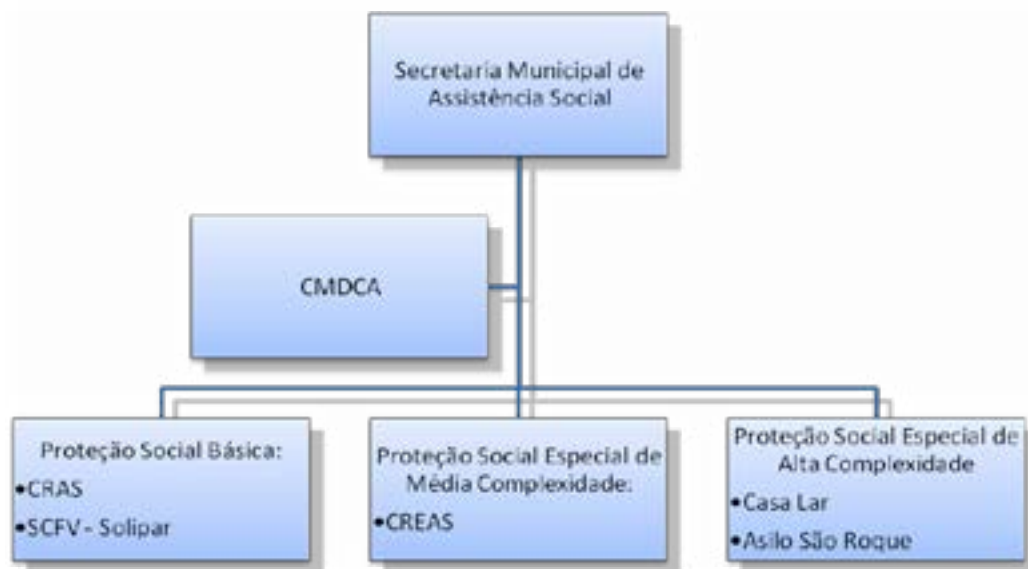 Secretaria Municipal de
Assistência Social
CMDCA
Proteção Social Básica:
•CRAS
•SCFV - Solipar
Proteção Social Especial de
Média Complexidade:
•CREAS
Proteção Social Especial de
Alta Complexidade
•Casa Lar
•Asilo São Roque